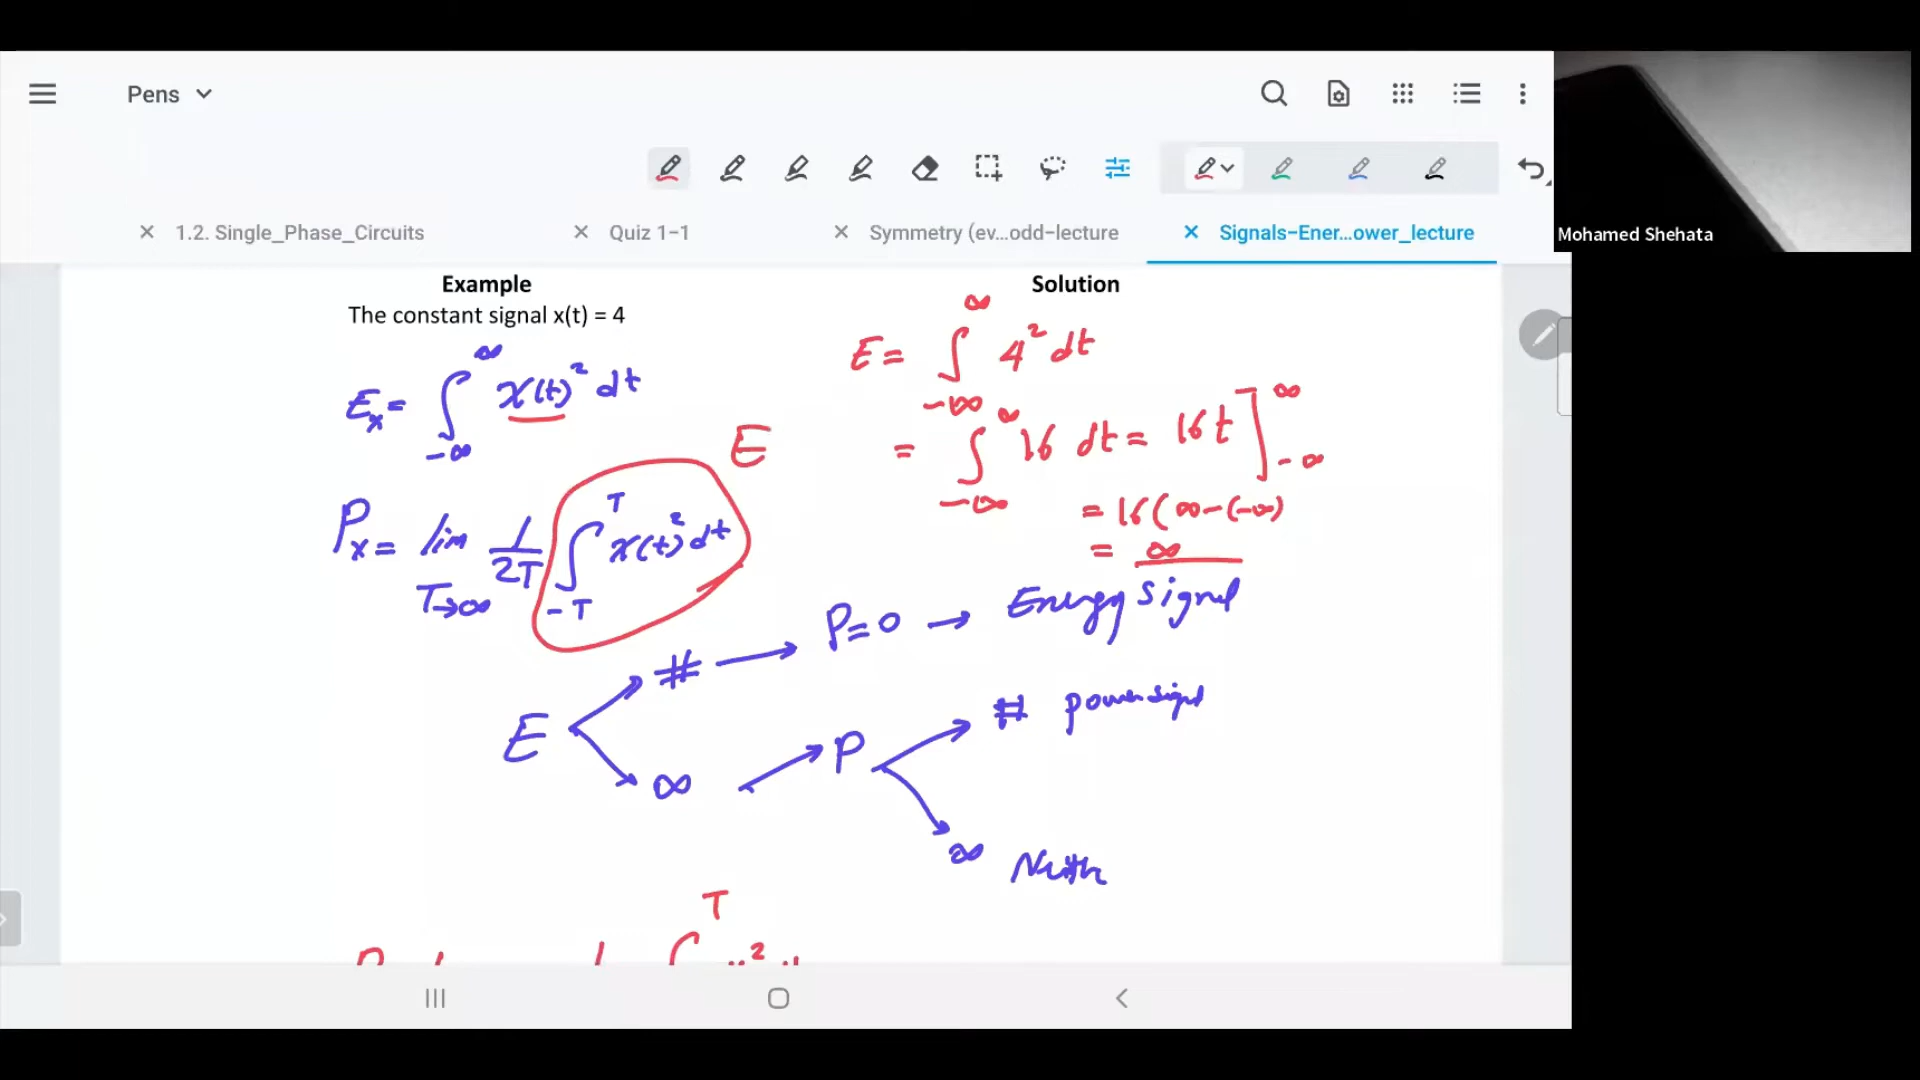 Pens
1.2. Single_Phase_Circuits
Quiz 1-1
Symmetry (ev...odd-lecture
Signals-Ener...ower_lecture
Mohamed Shehata
Example
The constant signal x(t) = 4
Eₓ = ∫_{-∞}^{∞} x(t)² dt
E
Pₓ = lim_{T→∞} 1/2T ∫_{-T}^{T} x(t)² dt
Solution
E = ∫_{-∞}^{∞} 4² dt
= ∫_{-∞}^{∞} 16 dt = 16t ]_{-∞}^{∞}
= 16(∞-(-∞)
= ∞
# → P=0 → Energy signal
E
∞ → P
# power signal
∞
T